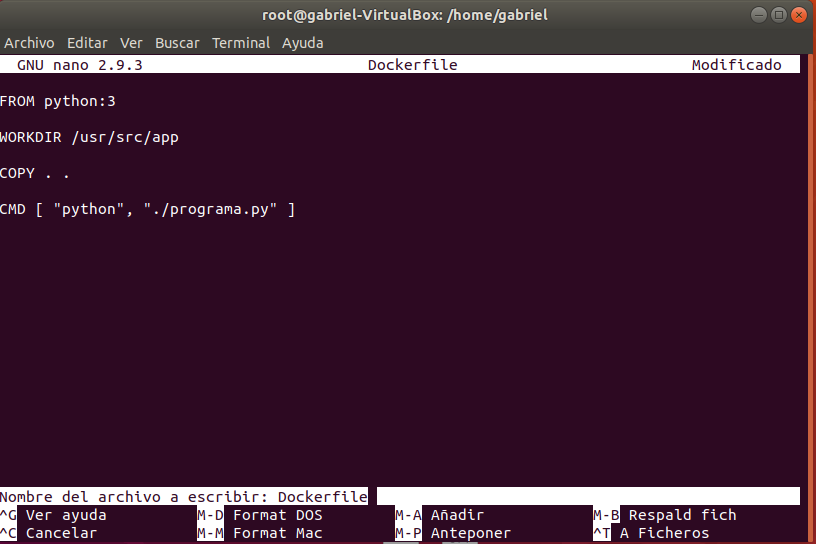 root@gabriel-VirtualBox: /home/gabriel
Archivo Editar Ver Buscar Terminal Ayuda
GNU nano 2.9.3 Dockerfile Modificado
FROM python:3
WORKDIR /usr/src/app
COPY . .
CMD [ "python", "./programa.py" ]
Nombre del archivo a escribir: Dockerfile
^G Ver ayuda M-D Format DOS M-A Añadir M-B Respald fich
^C Cancelar M-M Format Mac M-P Anteponer ^T A Ficheros